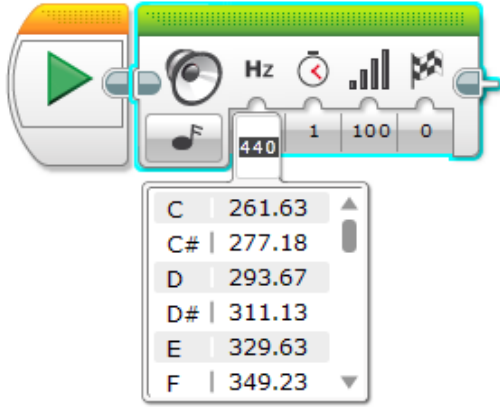 Hz
440 1 100 0
C | 261.63
C# | 277.18
D | 293.67
D# | 311.13
E | 329.63
F | 349.23